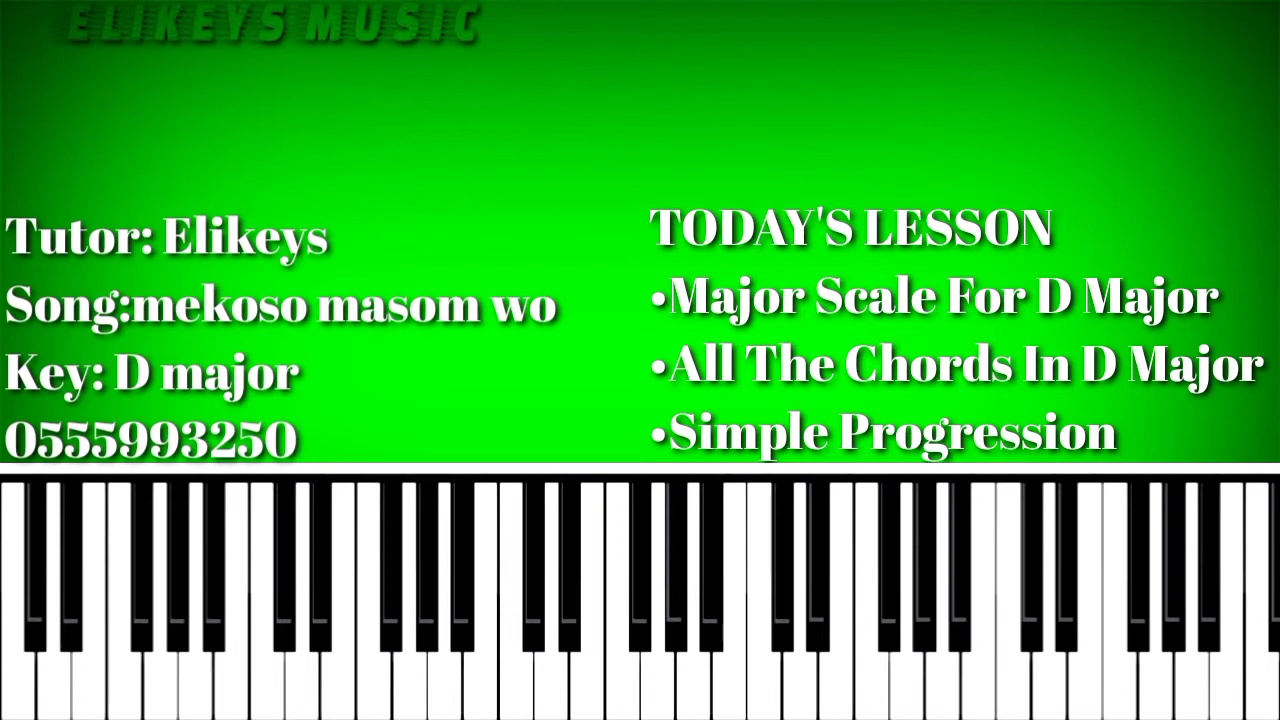 ELIKEYS MUSIC
Tutor: Elikeys
Song:mekoso masom wo
Key: D major
0555993250
TODAY'S LESSON
•Major Scale For D Major
•All The Chords In D Major
•Simple Progression